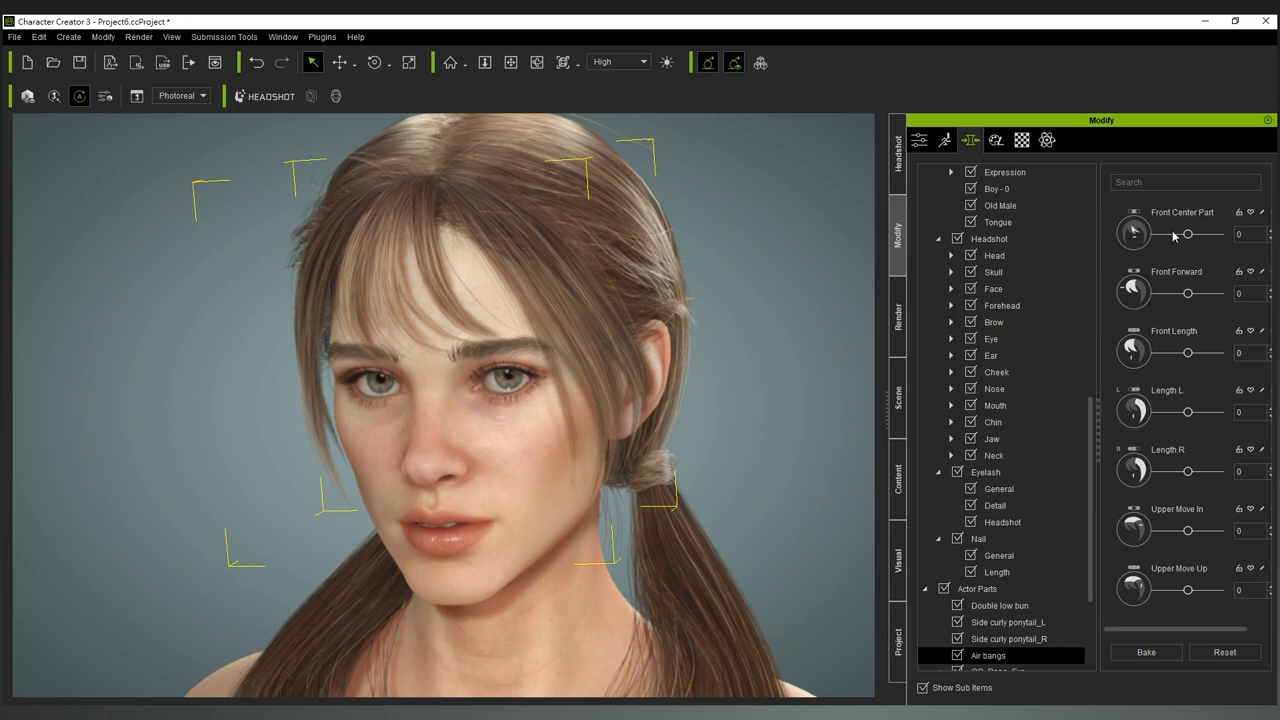 Character Creator 3 - Project6.ccProject *
File Edit Create Modify Render View Submission Tools Window Plugins Help
High
Photoreal
HEADSHOT
Headshot
Modify
Render
Scene
Content
Visual
Project
Modify
Expression
Boy - 0
Old Male
Tongue
Headshot
Head
Skull
Face
Forehead
Brow
Eye
Ear
Cheek
Nose
Mouth
Chin
Jaw
Neck
Eyelash
General
Detail
Headshot
Nail
General
Length
Actor Parts
Double low bun
Side curly ponytail_L
Side curly ponytail_R
Air bangs
Show Sub Items
Search
Front Center Part
0
Front Forward
0
Front Length
0
L Length L
0
R Length R
0
Upper Move In
0
Upper Move Up
0
Bake Reset